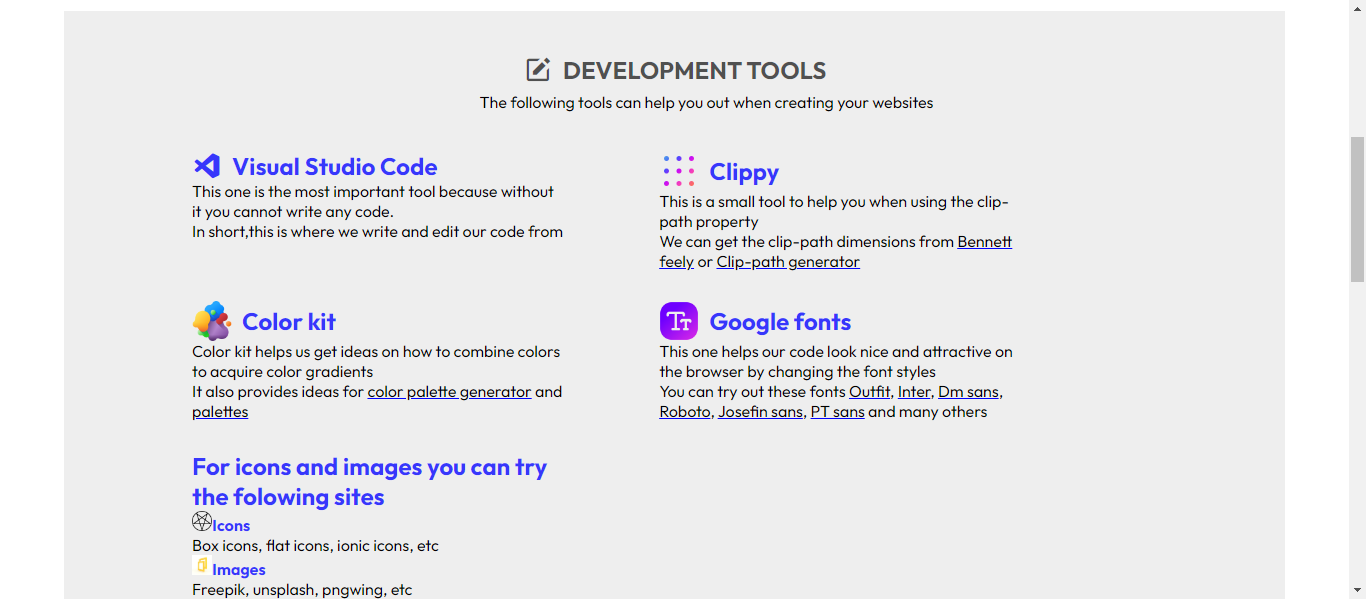 DEVELOPMENT TOOLS
The following tools can help you out when creating your websites
Visual Studio Code
This one is the most important tool because without
it you cannot write any code.
In short,this is where we write and edit our code from
Clippy
This is a small tool to help you when using the clip-
path property
We can get the clip-path dimensions from Bennett
feely or Clip-path generator
Color kit
Color kit helps us get ideas on how to combine colors
to acquire color gradients
It also provides ideas for color palette generator and
palettes
Tr
Google fonts
This one helps our code look nice and attractive on
the browser by changing the font styles
You can try out these fonts Outfit, Inter, Dm sans,
Roboto, Josefin sans, PT sans and many others
For icons and images you can try
the folowing sites
Icons
Box icons, flat icons, ionic icons, etc
Images
Freepik, unsplash, pngwing, etc